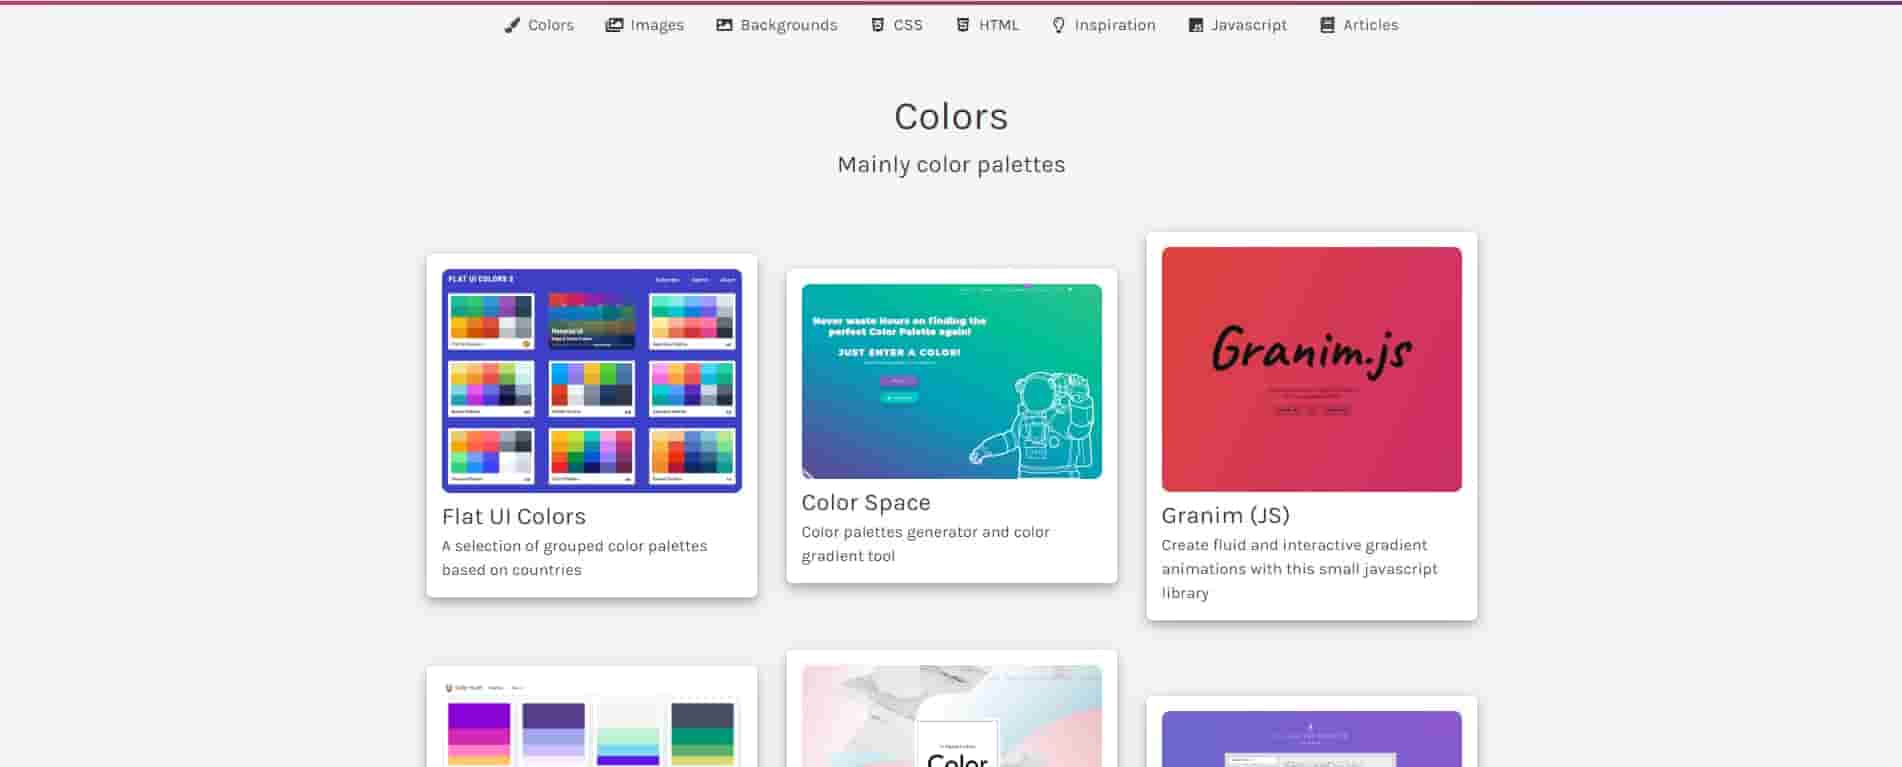 Colors
Images
Backgrounds
CSS
HTML
Inspiration
Javascript
Articles
Colors
Mainly color palettes
FLAT UI COLORS 2
Flat UI Colors
A selection of grouped color palettes
based on countries
Never waste Hours on finding the
perfect Color Palette again!
JUST ENTER A COLOR!
Color Space
Color palettes generator and color
gradient tool
Granim.js
Granim (JS)
Create fluid and interactive gradient
animations with this small javascript
library
Color